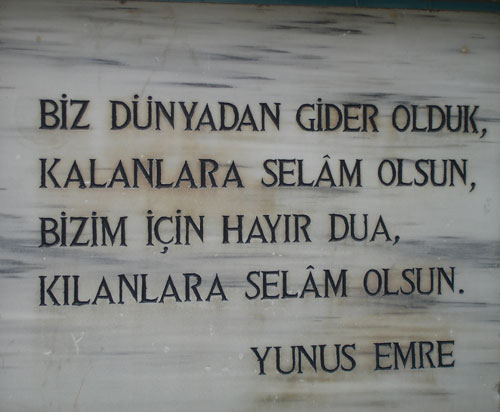 BİZ DÜNYADAN GİDER OLDUK,
KALANLARA SELÂM OLSUN,
BİZİM İÇİN HAYIR DUA,
KILANLARA SELÂM OLSUN.
YUNUS EMRE